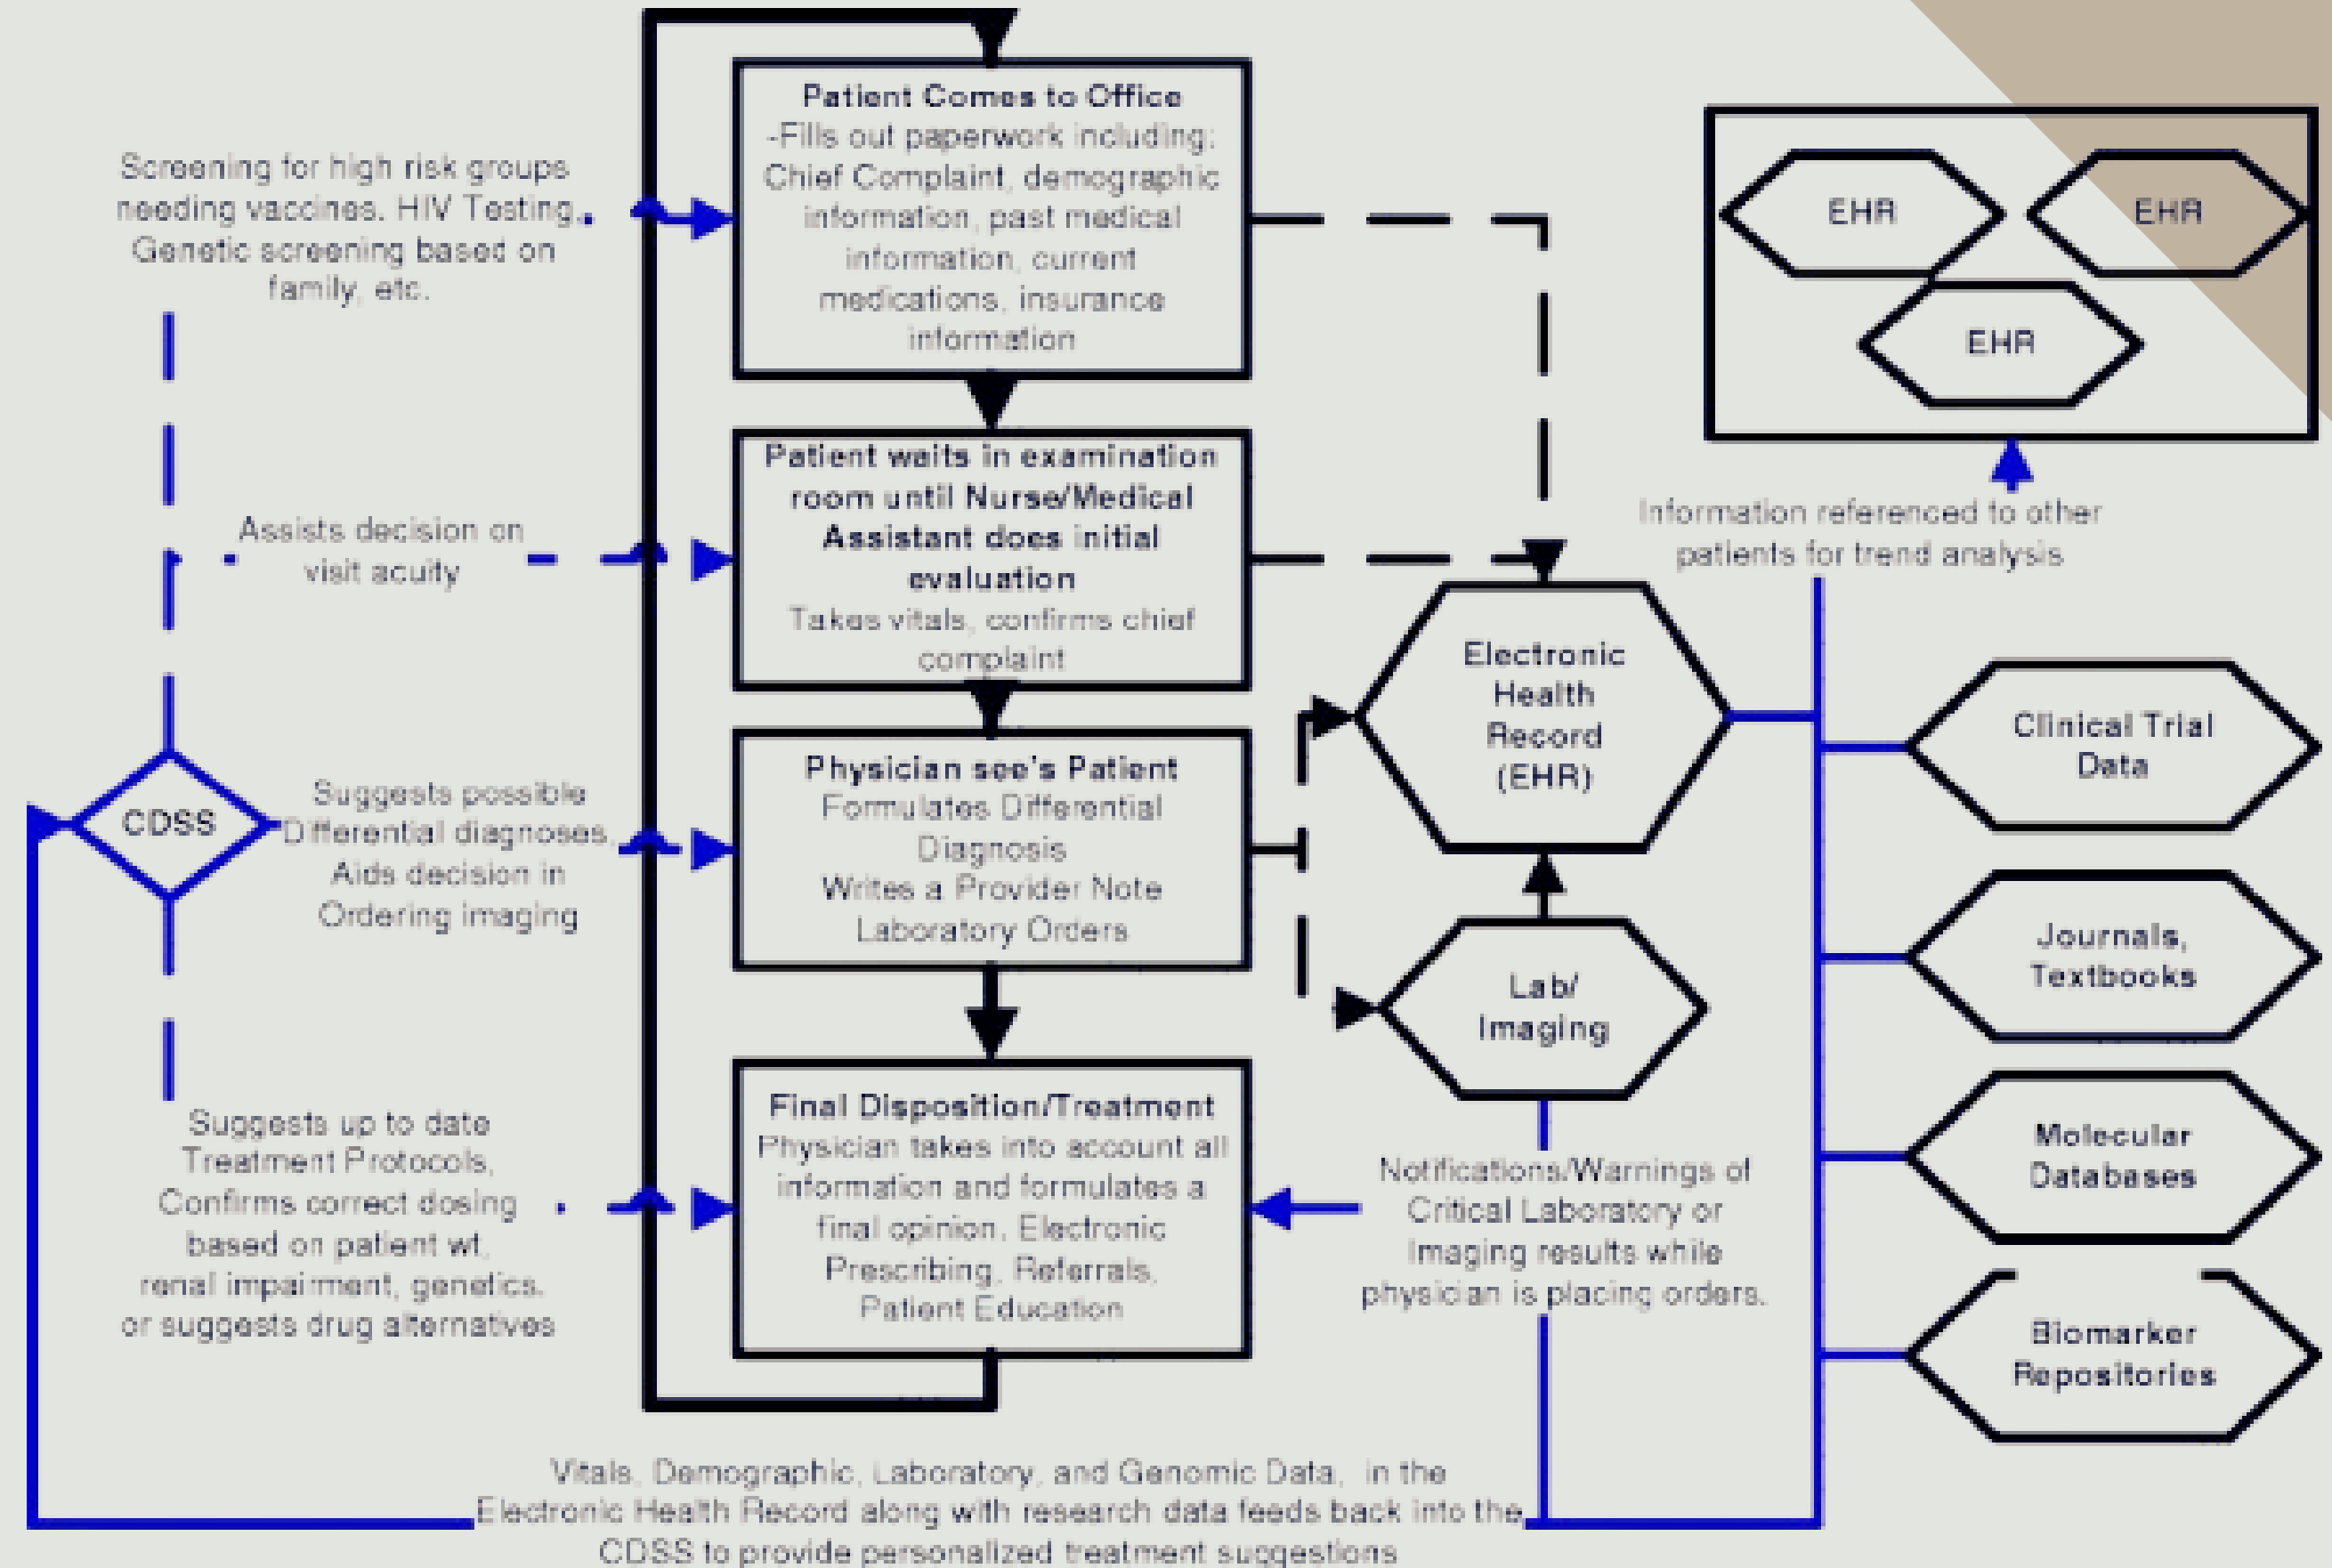 Patient Comes to Office
-Fills out paperwork including:
Chief Complaint, demographic
information, past medical
information, current
medications, insurance
information
Screening for high risk groups
needing vaccines. HIV Testing.
Genetic screening based on
family, etc.
EHR
EHR
EHR
Patient waits in examination
room until Nurse/Medical
Assistant does initial
evaluation
Takes vitals, confirms chief
complaint
Assists decision on
visit acuity
Information referenced to other
patients for trend analysis
Electronic
Health
Record
(EHR)
Clinical Trial
Data
Physician see's Patient
Formulates Differential
Diagnosis
Writes a Provider Note
Laboratory Orders
CDSS
Suggests possible
Differential diagnoses,
Aids decision in
Ordering imaging
Journals,
Textbooks
Lab/
Imaging
Final Disposition/Treatment
Physician takes into account all
information and formulates a
final opinion, Electronic
Prescribing, Referrals,
Patient Education
Suggests up to date
Treatment Protocols,
Confirms correct dosing
based on patient wt,
renal impairment, genetics.
or suggests drug alternatives
Notifications/Warnings of
Critical Laboratory or
Imaging results while
physician is placing orders.
Molecular
Databases
Biomarker
Repositories
Vitals, Demographic, Laboratory, and Genomic Data, in the
Electronic Health Record along with research data feeds back into the
CDSS to provide personalized treatment suggestions